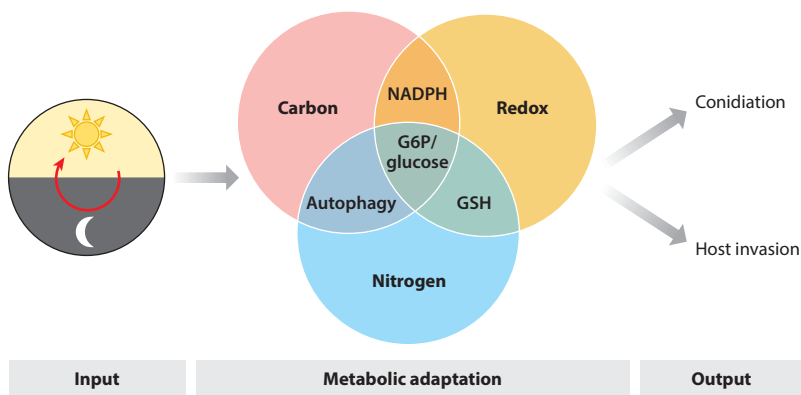 NADPH
Carbon
Redox
Conidiation
G6P/
glucose
Autophagy
GSH
Host invasion
Nitrogen
Input
Metabolic adaptation
Output